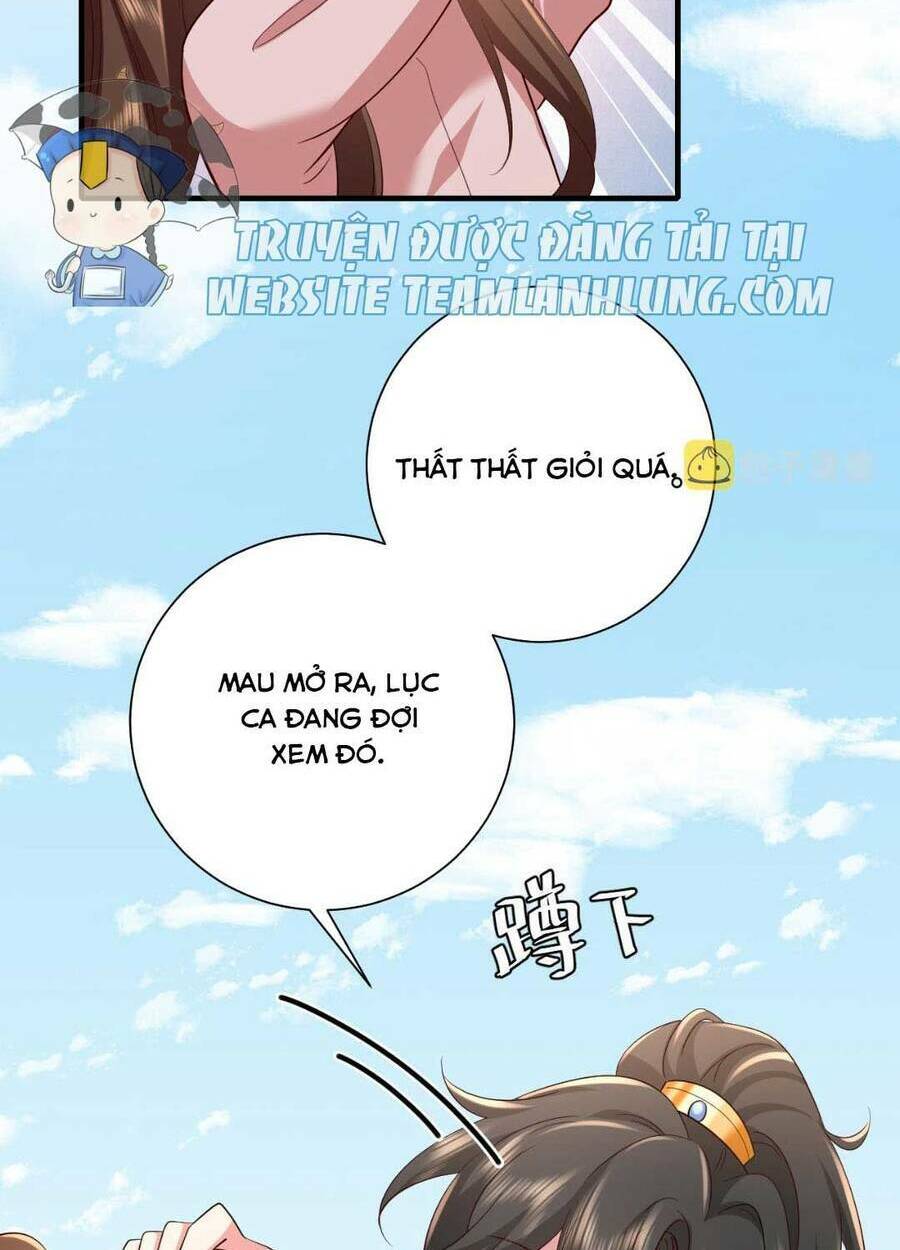 TRUYỆN ĐƯỢC ĐĂNG TẢI TẠI
WEBSITE TEAMLANHLUNG.COM
THẤT THẤT GIỎI QUÁ。
MAU MỞ RA, LỤC
CA ĐANG ĐỢI
XEM ĐÓ.
蹲下